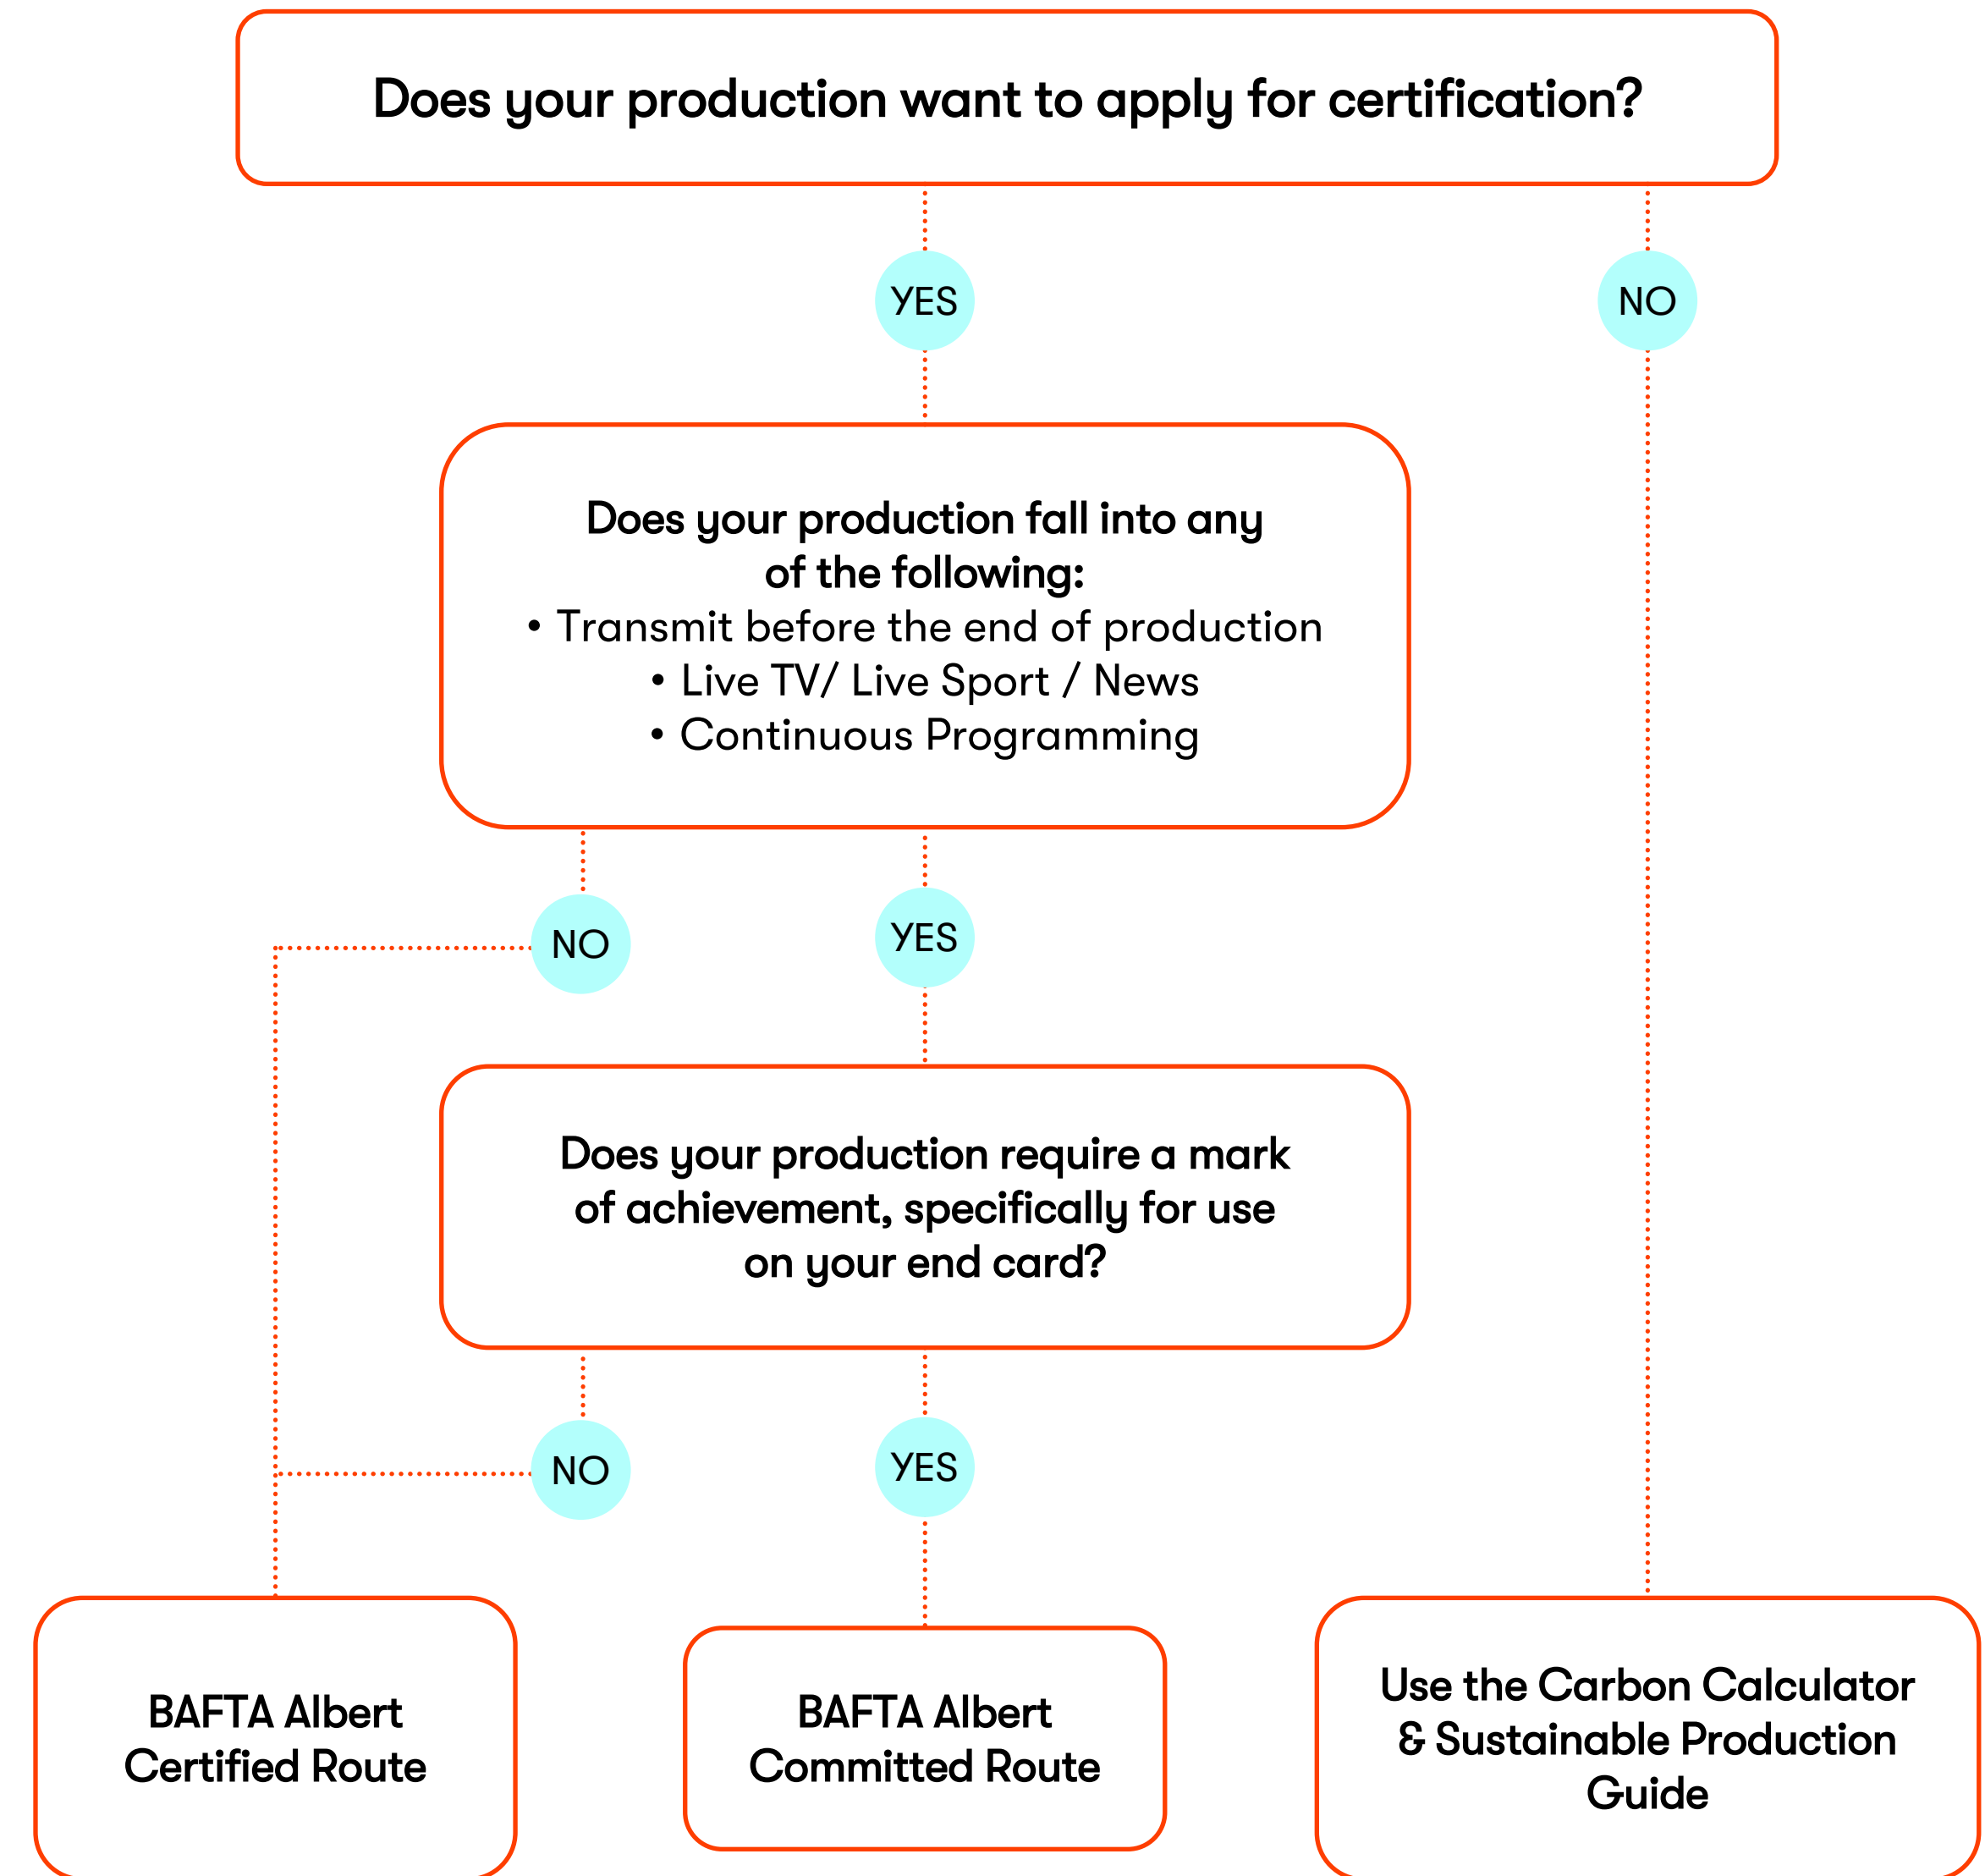 Does your production want to apply for certification?
YES
NO
Does your production fall into any
of the following:
• Transmit before the end of production
• Live TV/ Live Sport / News
• Continuous Programming
NO
YES
Does your production require a mark
of achievement, specifically for use
on your end card?
NO
YES
BAFTA Albert
Certified Route
BAFTA Albert
Committed Route
Use the Carbon Calculator
& Sustainable Production
Guide